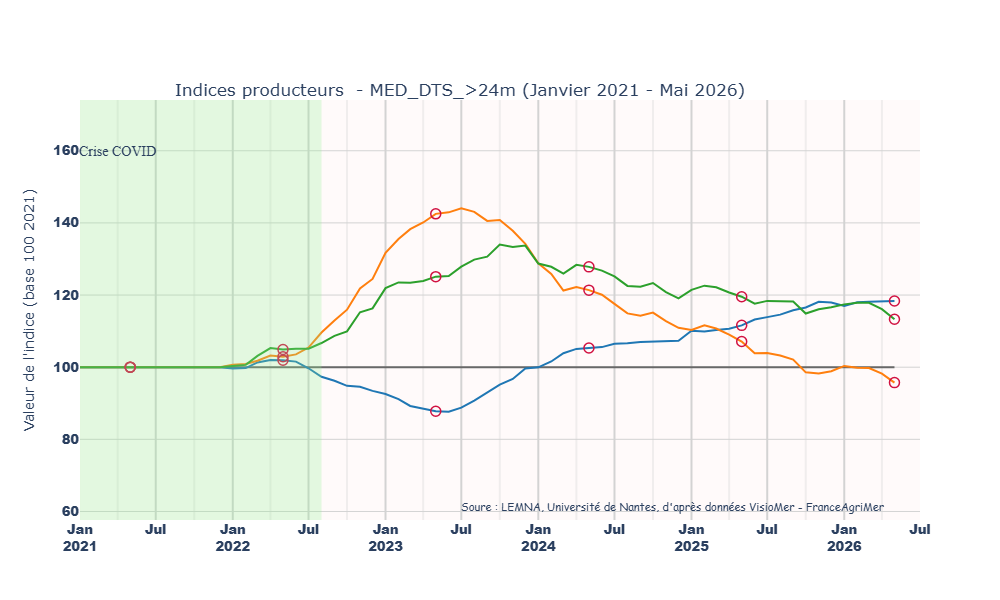 Indices producteurs  - MED_DTS_>24m (Janvier 2021 - Mai 2026)
Valeur de l'indice (base 100 2021)
160
Crise COVID
140
120
100
80
60
Soure : LEMNA, Université de Nantes, d'après données VisioMer - FranceAgriMer
Jan Jul Jan Jul Jan Jul Jan Jul Jan Jul Jan Jul
2021 2022 2023 2024 2025 2026